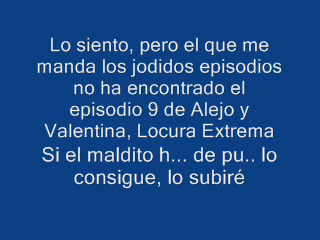 Lo siento, pero el que me
manda los jodidos episodios
no ha encontrado el
episodio 9 de Alejo y
Valentina, Locura Extrema
Si el maldito h... de pu.. lo
consigue, lo subiré